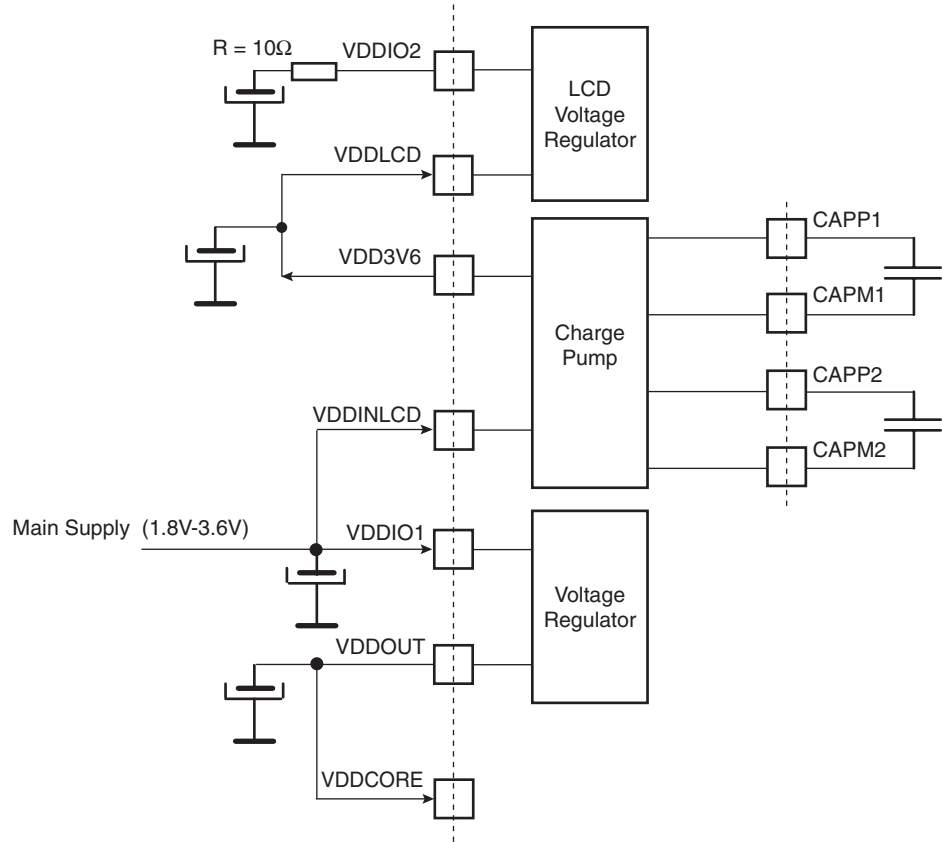 R = 10Ω
VDDIO2
LCD
Voltage
Regulator
VDDLCD
VDD3V6
Charge
Pump
CAPP1
CAPM1
CAPP2
CAPM2
VDDINLCD
Main Supply (1.8V-3.6V)
VDDIO1
Voltage
Regulator
VDDOUT
VDDCORE